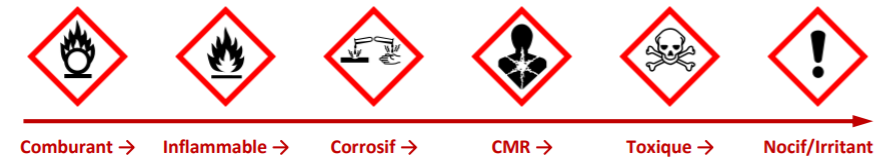 Comburant → Inflammable → Corrosif → CMR → Toxique → Nocif/Irritant